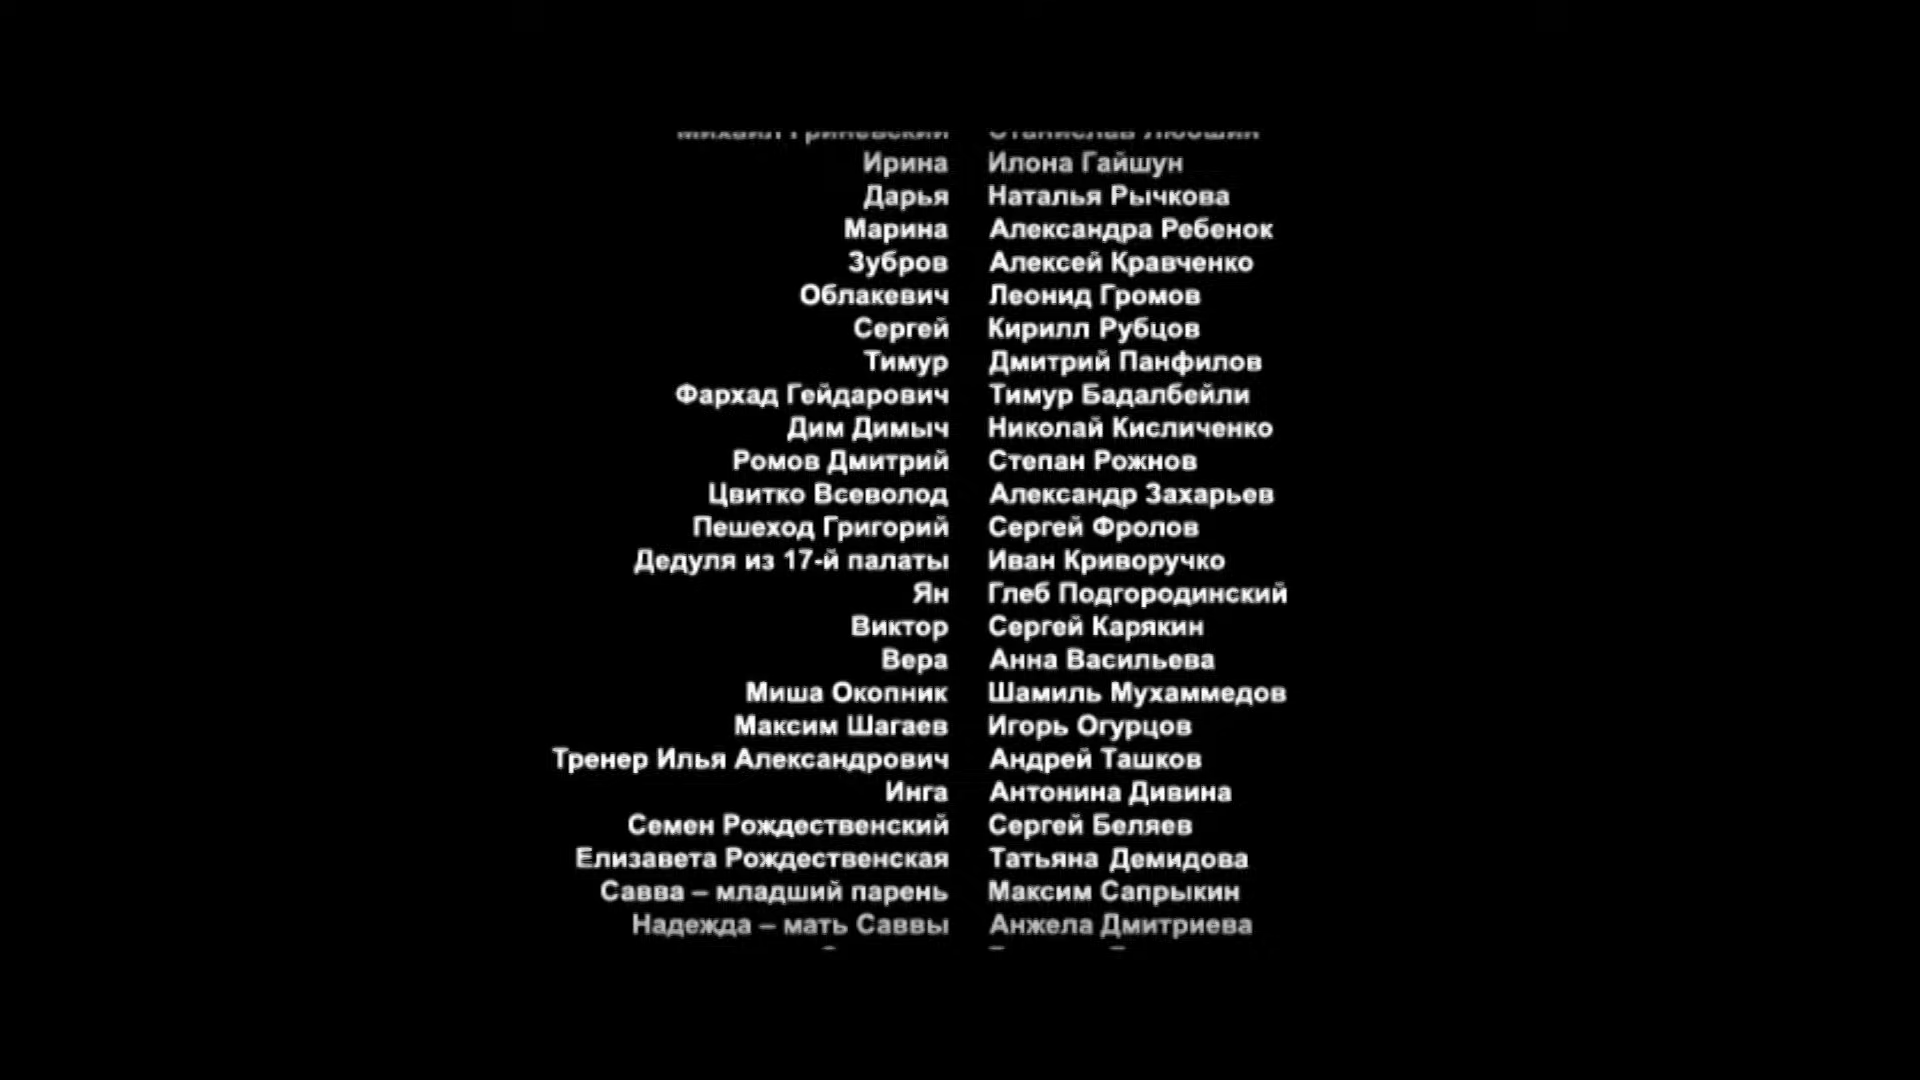 Михаил Гриневский Станислав Любшин
Ирина Илона Гайшун
Дарья Наталья Рычкова
Марина Александра Ребенок
Зубров Алексей Кравченко
Облакевич Леонид Громов
Сергей Кирилл Рубцов
Тимур Дмитрий Панфилов
Фархад Гейдарович Тимур Бадалбейли
Дим Димыч Николай Кисличенко
Ромов Дмитрий Степан Рожнов
Цвитко Всеволод Александр Захарьев
Пешеход Григорий Сергей Фролов
Дедуля из 17-й палаты Иван Криворучко
Ян Глеб Подгородинский
Виктор Сергей Карякин
Вера Анна Васильева
Миша Окопник Шамиль Мухаммедов
Максим Шагаев Игорь Огурцов
Тренер Илья Александрович Андрей Ташков
Инга Антонина Дивина
Семен Рождественский Сергей Беляев
Елизавета Рождественская Татьяна Демидова
Савва – младший парень Максим Сапрыкин
Надежда – мать Саввы Анжела Дмитриева